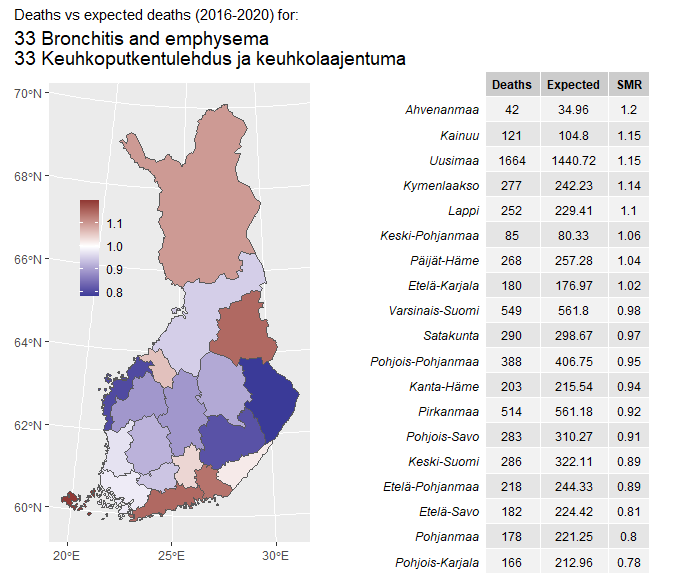 Deaths vs expected deaths (2016-2020) for:
33 Bronchitis and emphysema
33 Keuhkoputkentulehdus ja keuhkolaajentuma
Deaths Expected SMR
Ahvenanmaa 42 34.96 1.2
Kainuu 121 104.8 1.15
Uusimaa 1664 1440.72 1.15
Kymenlaakso 277 242.23 1.14
Lappi 252 229.41 1.1
Keski-Pohjanmaa 85 80.33 1.06
Päijät-Häme 268 257.28 1.04
Etelä-Karjala 180 176.97 1.02
Varsinais-Suomi 549 561.8 0.98
Satakunta 290 298.67 0.97
Pohjois-Pohjanmaa 388 406.75 0.95
Kanta-Häme 203 215.54 0.94
Pirkanmaa 514 561.18 0.92
Pohjois-Savo 283 310.27 0.91
Keski-Suomi 286 322.11 0.89
Etelä-Pohjanmaa 218 244.33 0.89
Etelä-Savo 182 224.42 0.81
Pohjanmaa 178 221.25 0.8
Pohjois-Karjala 166 212.96 0.78
70°N
68°N
66°N
64°N
62°N
60°N
20°E 25°E 30°E
1.1
1.0
0.9
0.8